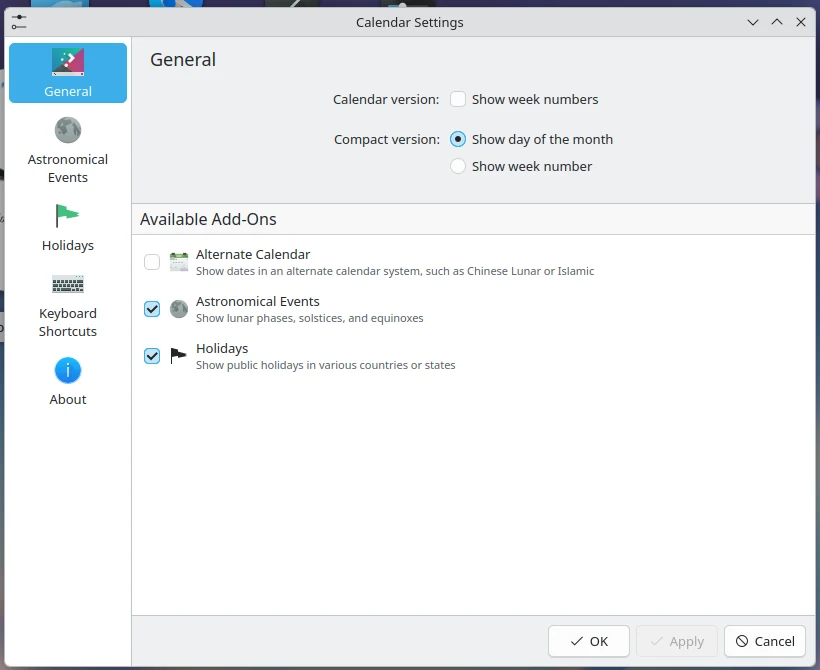 Calendar Settings
General
Astronomical
Events
Holidays
Keyboard
Shortcuts
About
General
Calendar version: Show week numbers
Compact version: Show day of the month
Show week number
Available Add-Ons
Alternate Calendar
Show dates in an alternate calendar system, such as Chinese Lunar or Islamic
Astronomical Events
Show lunar phases, solstices, and equinoxes
Holidays
Show public holidays in various countries or states
OK
Apply
Cancel